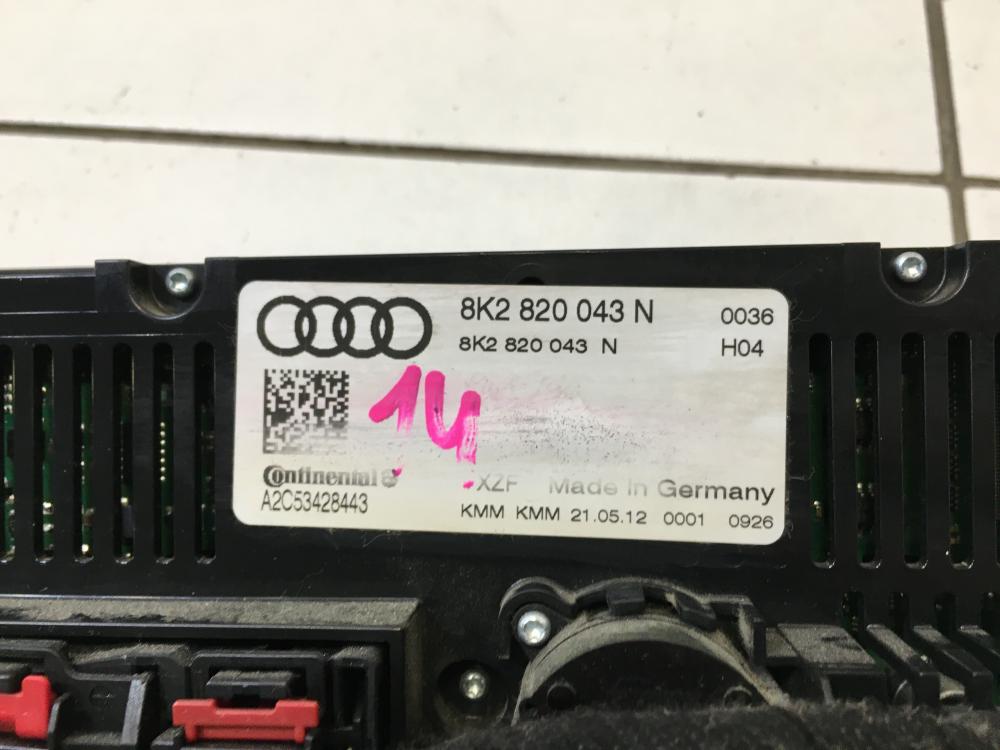 8K2 820 043 N 0036
8K2 820 043 N H04
14
Continental
XZF Made in Germany
A2C53428443
KMM KMM 21.05.12 0001 0926